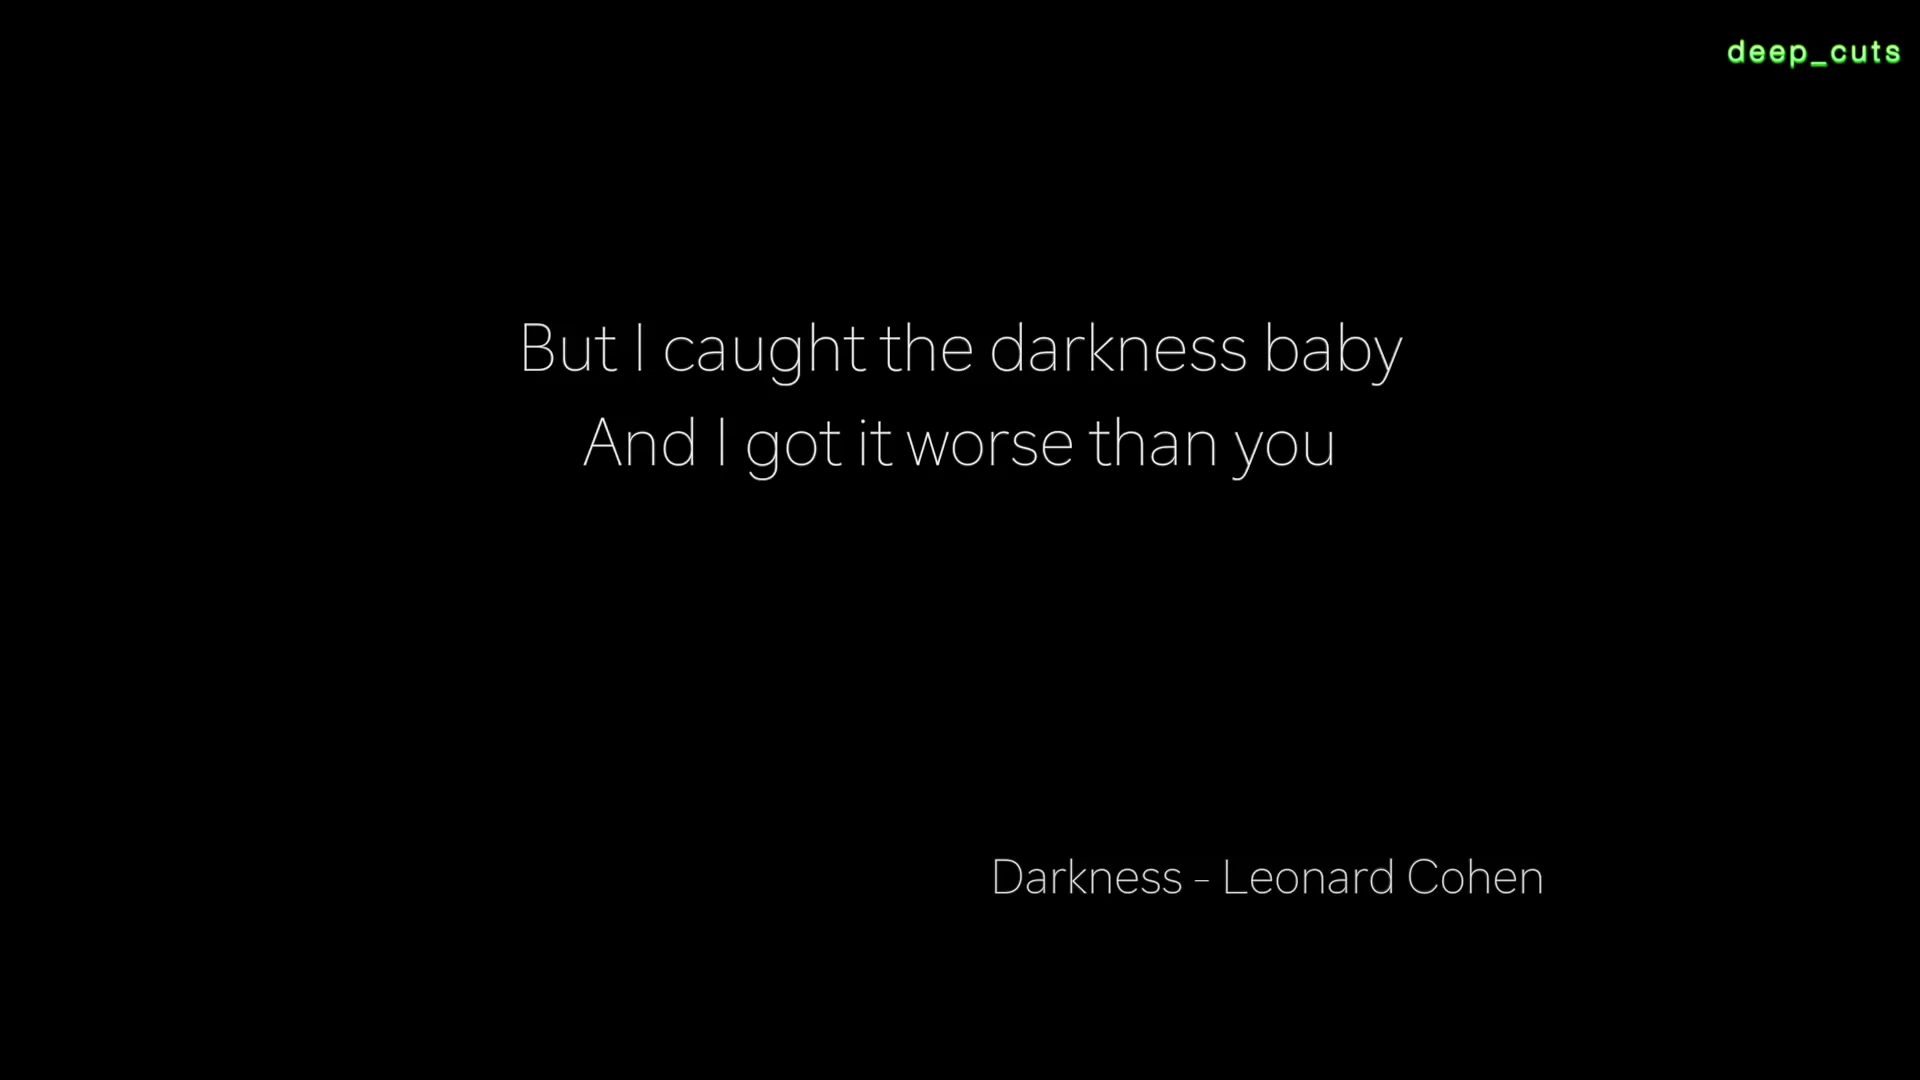 deep_cuts
But I caught the darkness baby
And I got it worse than you
Darkness - Leonard Cohen